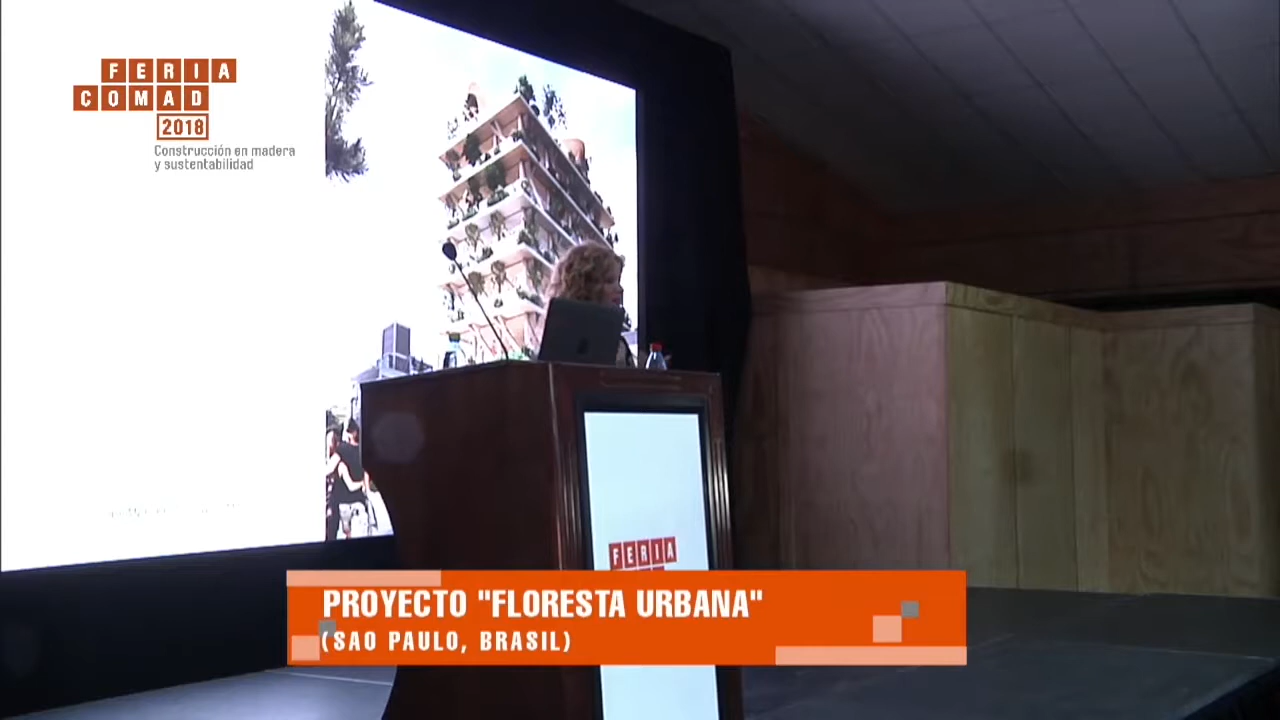 FERIA
COMAD
2018
Construcción en madera
y sustentabilidad
FERIA
PROYECTO "FLORESTA URBANA"
(SAO PAULO, BRASIL)